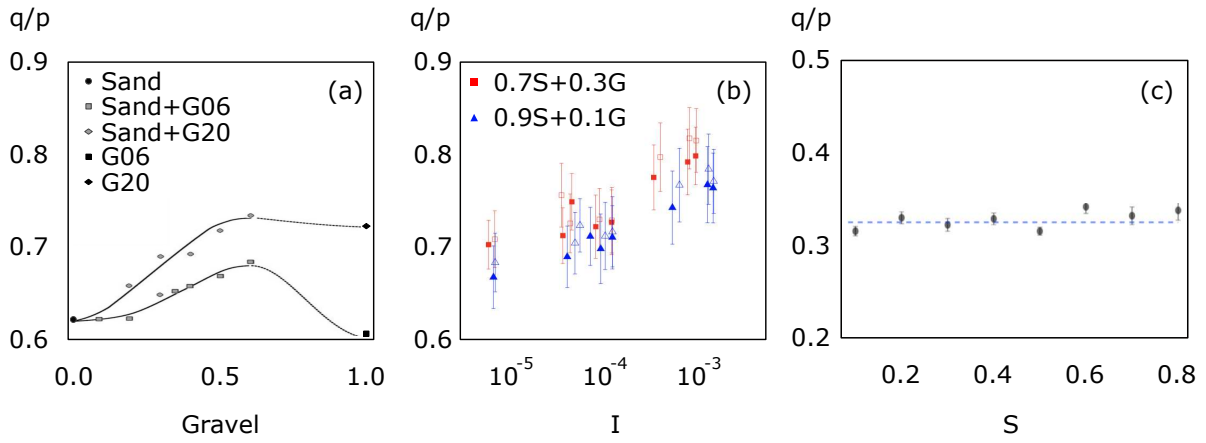 q/p
0.9
0.8
0.7
0.6
Sand
Sand+G06
Sand+G20
G06
G20
(a)
0.0 0.5 1.0
Gravel
q/p
0.9
0.8
0.7
0.6
0.7S+0.3G
0.9S+0.1G
(b)
10-5 10-4 10-3
I
q/p
0.5
0.4
0.3
0.2
(c)
0.2 0.4 0.6 0.8
S